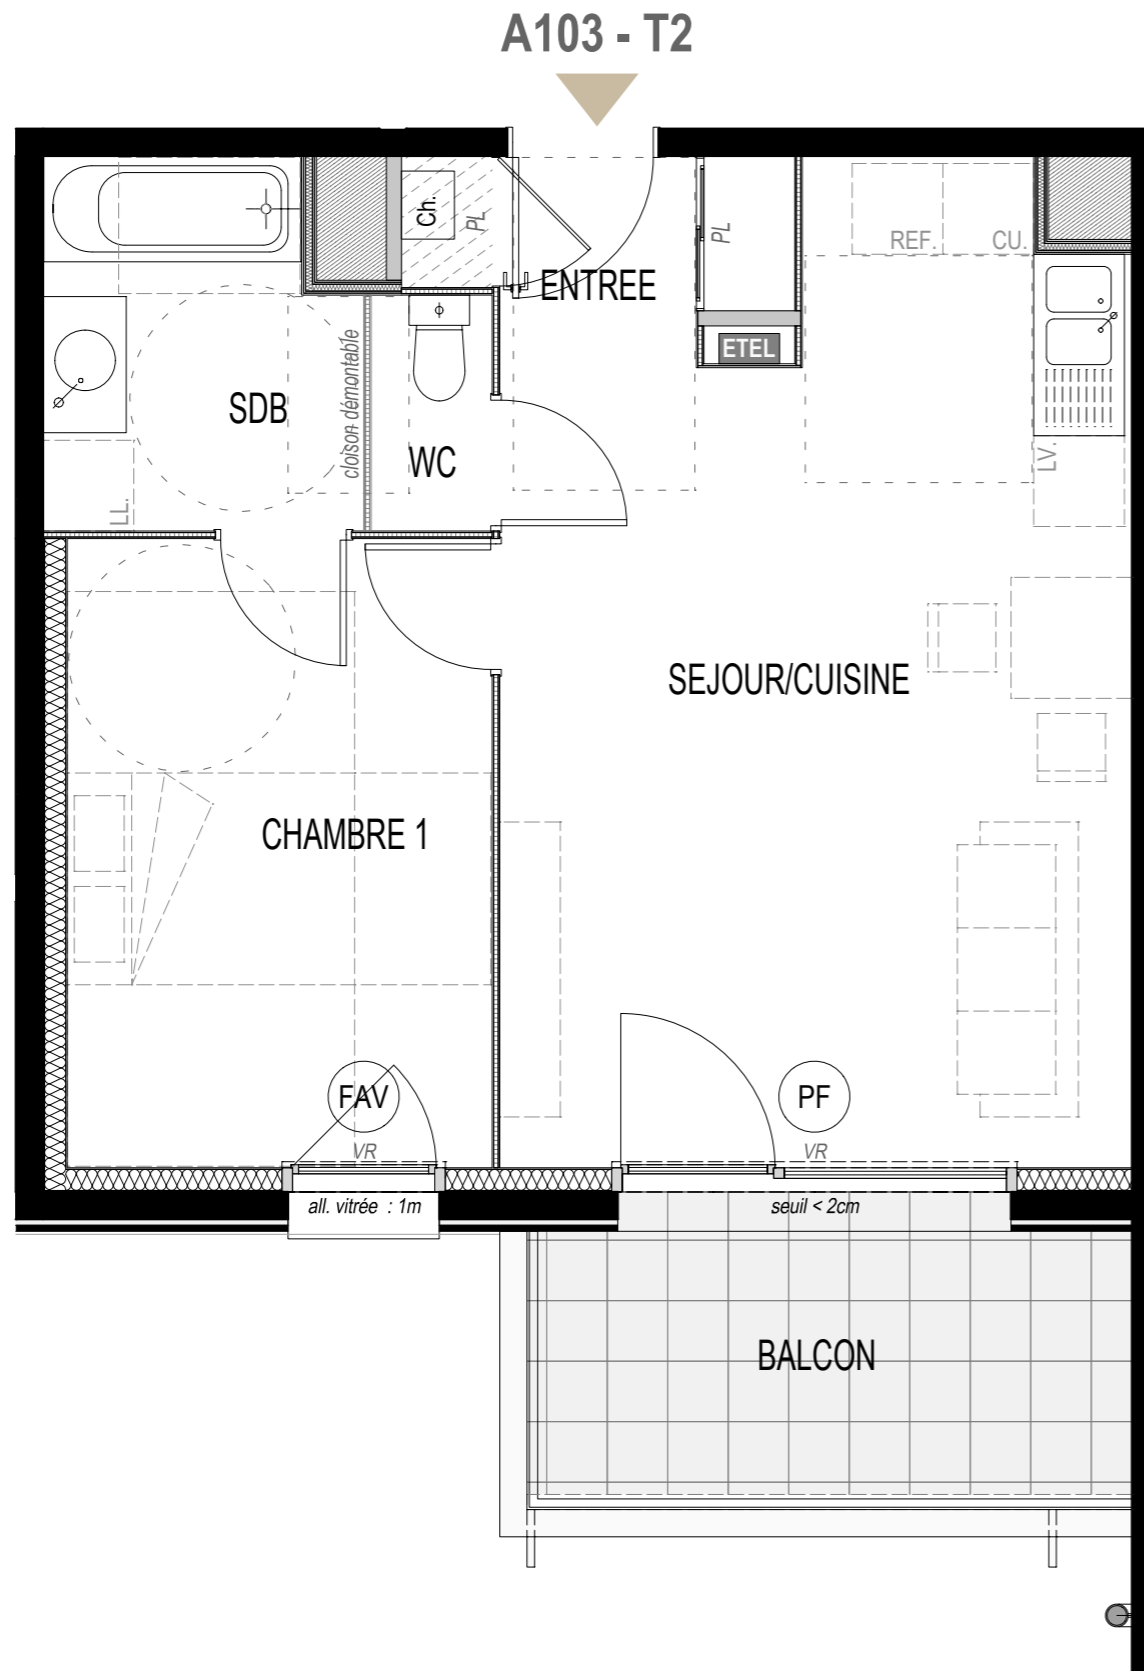 A103 - T2
Ch.
PL
PL
ENTREE
REF.
CU.
ETEL
SDB
cloison démontable
WC
LV.
LL.
SEJOUR/CUISINE
CHAMBRE 1
FAV
PF
VR
VR
all. vitrée : 1m
seuil < 2cm
BALCON